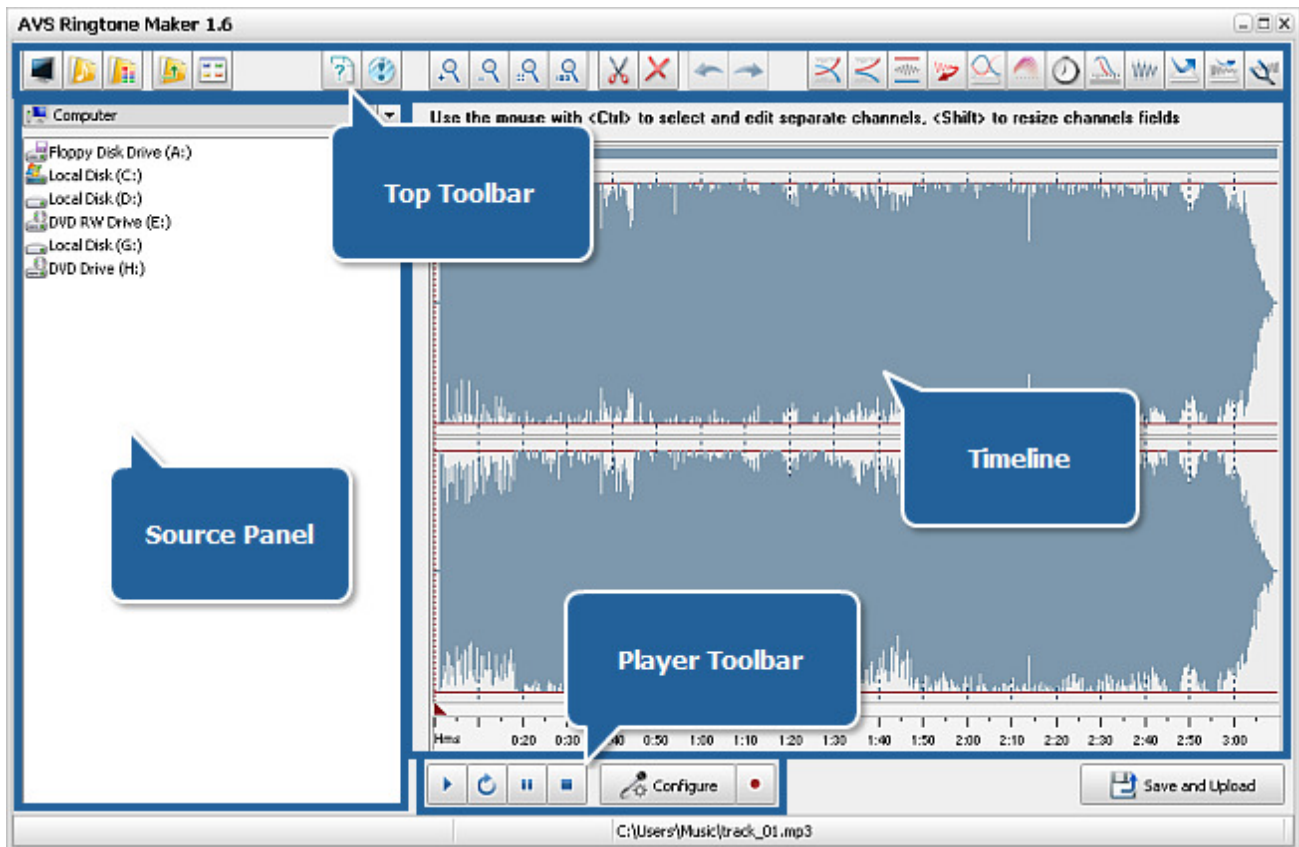 AVS Ringtone Maker 1.6
Computer
Use the mouse with <Ctrl> to select and edit separate channels, <Shift> to resize channels fields
Floppy Disk Drive (A:)
Local Disk (C:)
Local Disk (D:)
DVD RW Drive (E:)
Local Disk (G:)
DVD Drive (H:)
Top Toolbar
Timeline
Source Panel
Player Toolbar
Hms 0:20 0:30 0:50 1:00 1:10 1:20 1:30 1:40 1:50 2:00 2:10 2:20 2:30 2:40 2:50 3:00
Configure
Save and Upload
C:\Users\Music\track_01.mp3